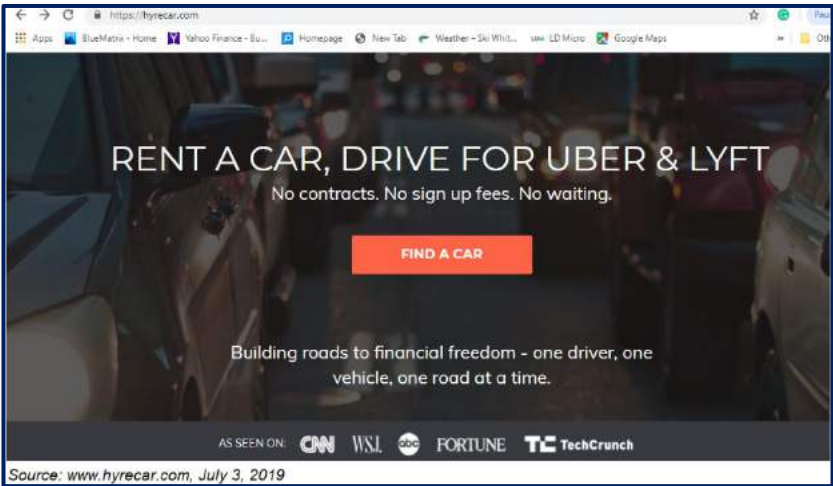 https://hyrecar.com
Apps BlueMatrix - Home Yahoo Finance - Bu... Homepage New Tab Weather - Ski Whit... LD Micro Google Maps »
RENT A CAR, DRIVE FOR UBER & LYFT
No contracts. No sign up fees. No waiting.
FIND A CAR
Building roads to financial freedom - one driver, one
vehicle, one road at a time.
AS SEEN ON: CNN WSJ abc FORTUNE TC TechCrunch
Source: www.hyrecar.com, July 3, 2019